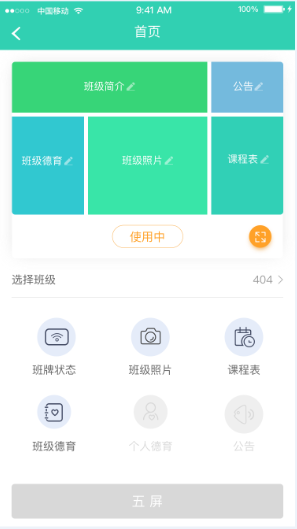 中国移动 9:41 AM 100%
首页
班级简介 公告
班级德育 班级照片 课程表
使用中
选择班级 404
班牌状态 班级照片 课程表
班级德育 个人德育 公告
五 屏